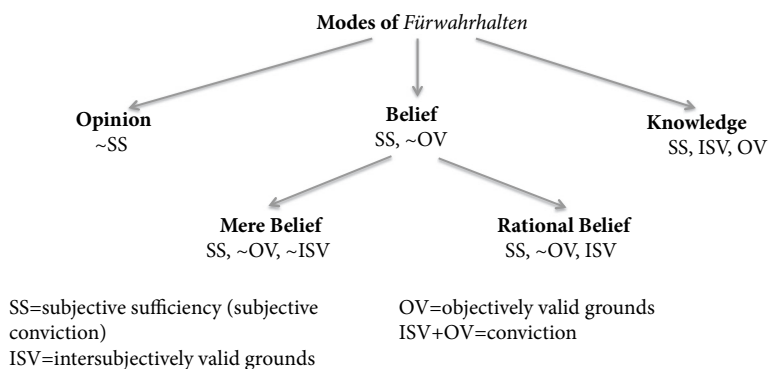 Modes of Fürwahrhalten
Opinion
~SS
Belief
SS, ~OV
Knowledge
SS, ISV, OV
Mere Belief
SS, ~OV, ~ISV
Rational Belief
SS, ~OV, ISV
SS=subjective sufficiency (subjective
conviction)
ISV=intersubjectively valid grounds
OV=objectively valid grounds
ISV+OV=conviction